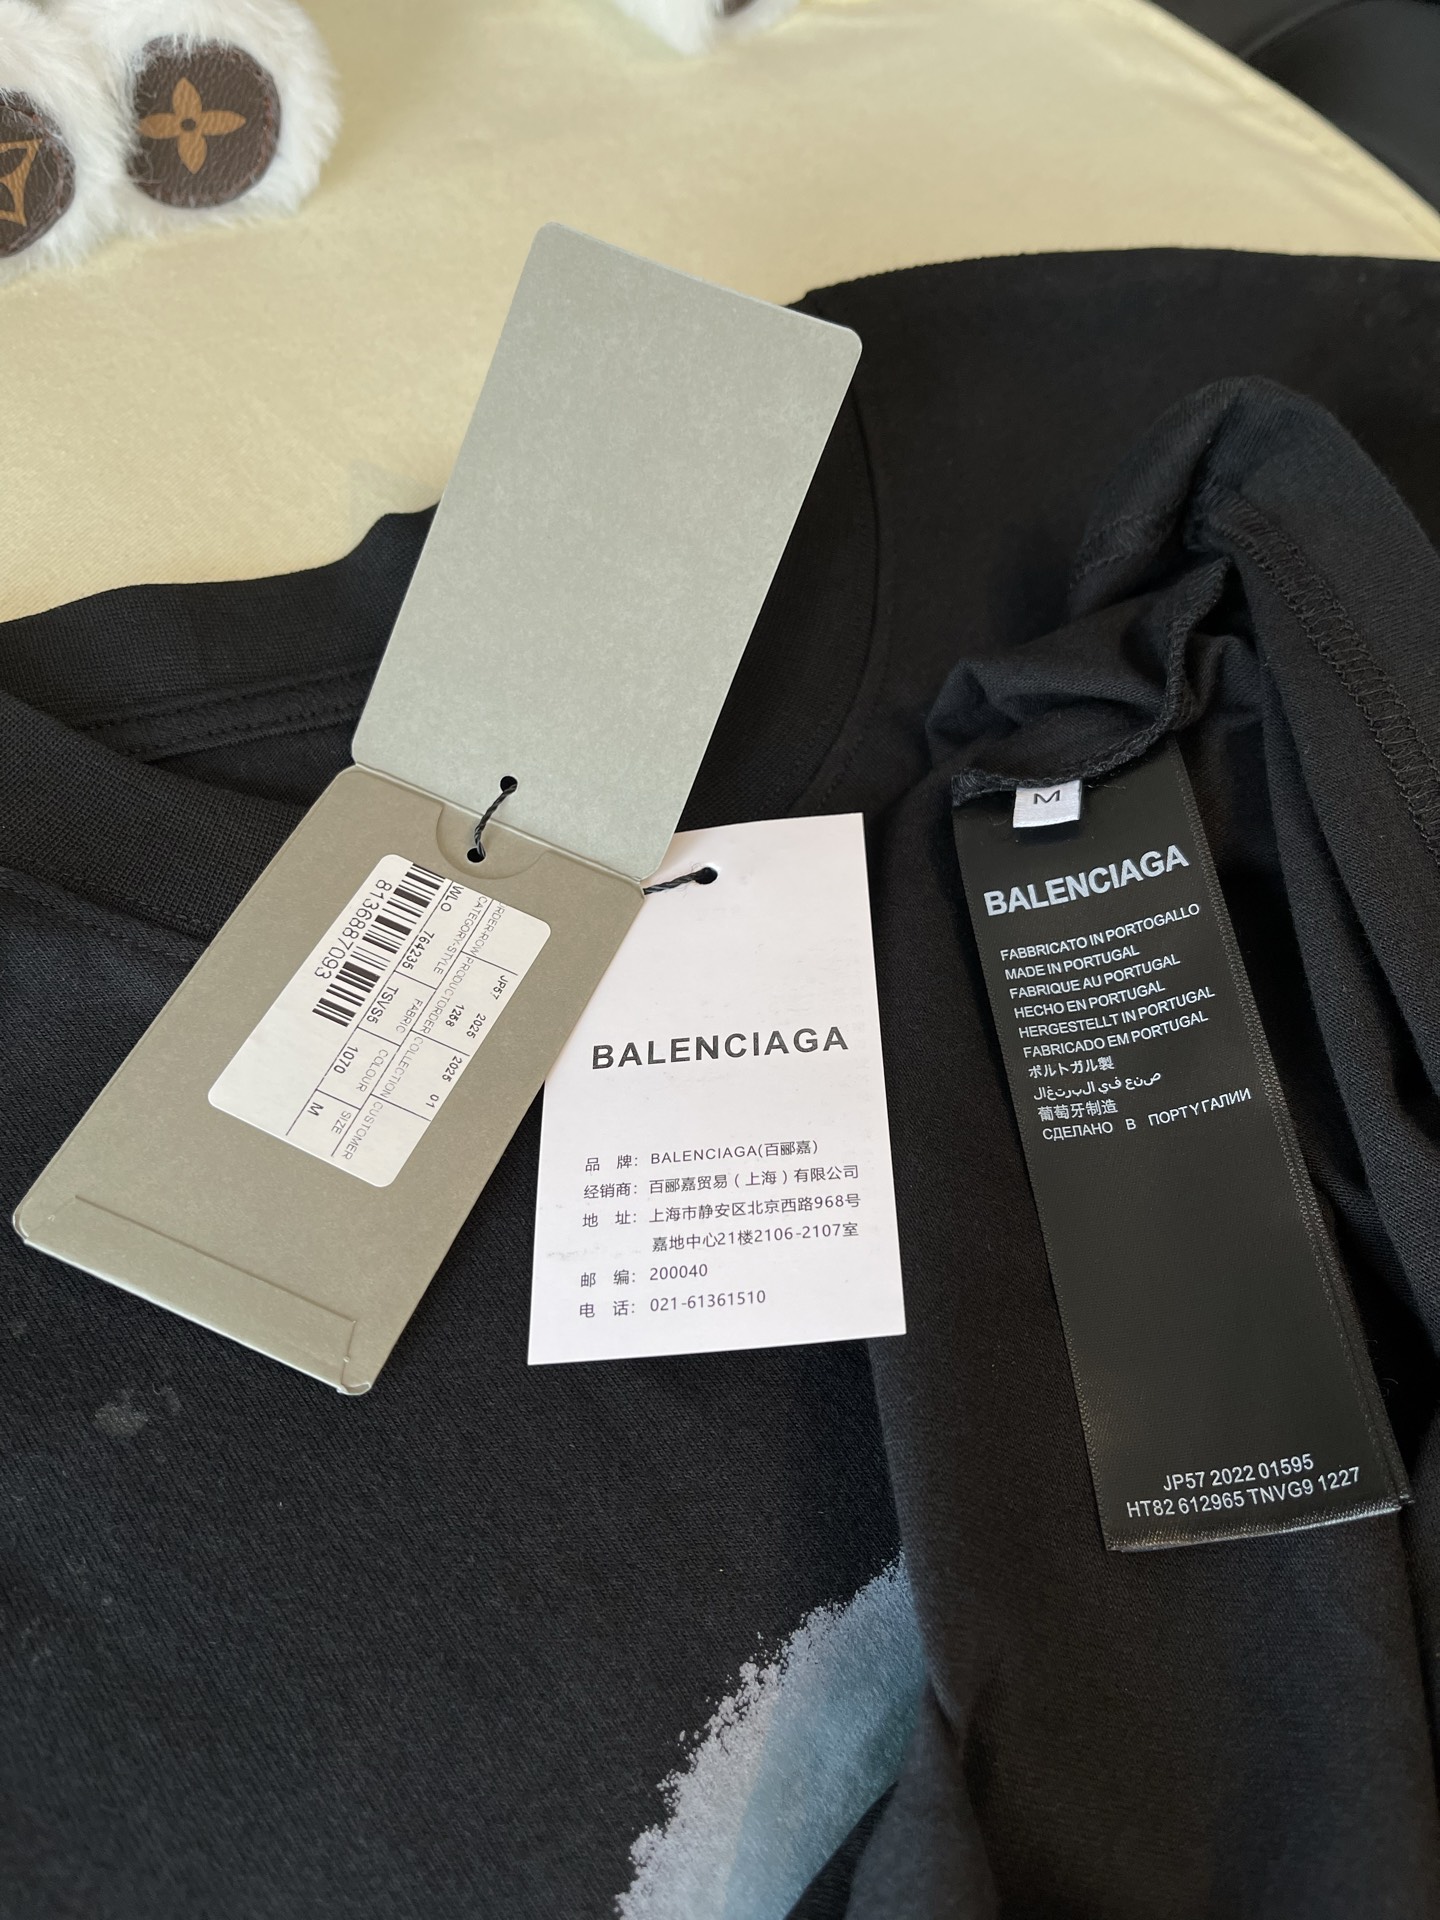 ORDER-ROW PRODUCTORDER COLLECTION CUSTOMER
JP57 2025 2025 01
CATEGORY-STYLE FABRIC COLOUR SIZE
WLO 764235 1258 TSVS5 1070 M
8136887093
BALENCIAGA
品 牌: BALENCIAGA(百郦嘉)
经销商: 百郦嘉贸易(上海)有限公司
地 址: 上海市静安区北京西路968号
嘉地中心21楼2106-2107室
邮 编: 200040
电 话: 021-61361510
M
BALENCIAGA
FABBRICATO IN PORTOGALLO
MADE IN PORTUGAL
FABRIQUE AU PORTUGAL
HECHO EN PORTUGAL
HERGESTELLT IN PORTUGAL
FABRICADO EM PORTUGAL
ポルトガル製
صنع في البرتغال
葡萄牙制造
СДЕЛАНО В ПОРТУГАЛИИ
JP57 2022 01595
HT82 612965 TNVG9 1227